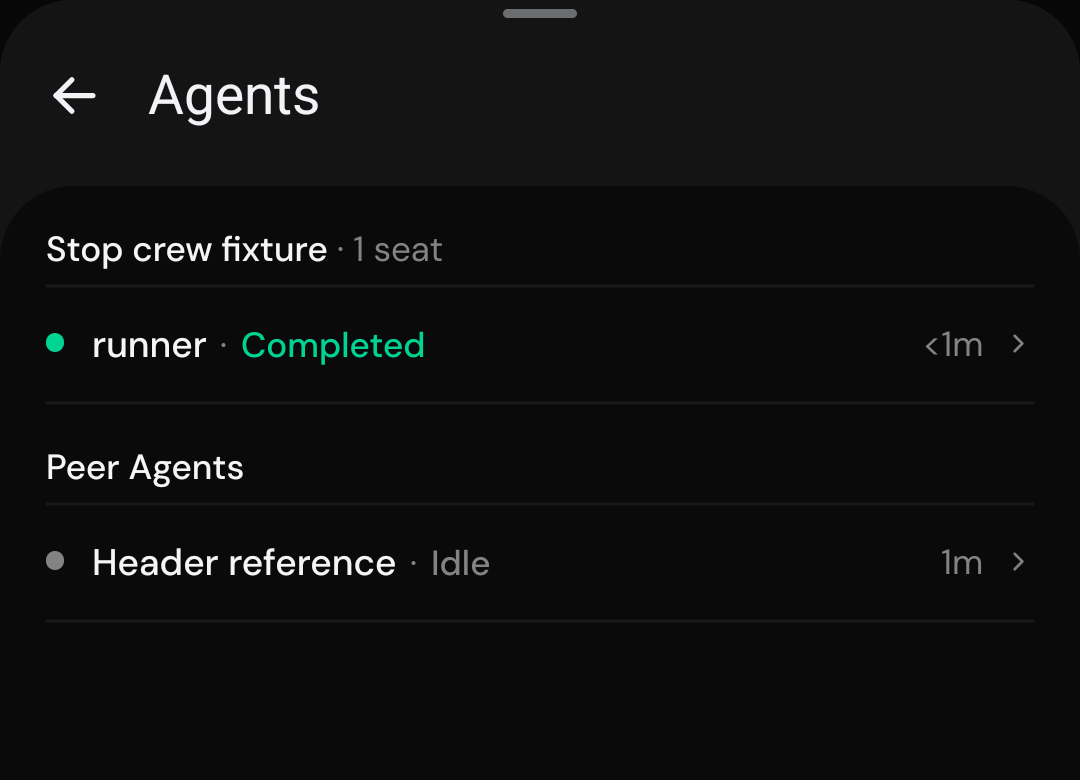 Agents
Stop crew fixture · 1 seat
runner · Completed <1m
Peer Agents
Header reference · Idle 1m